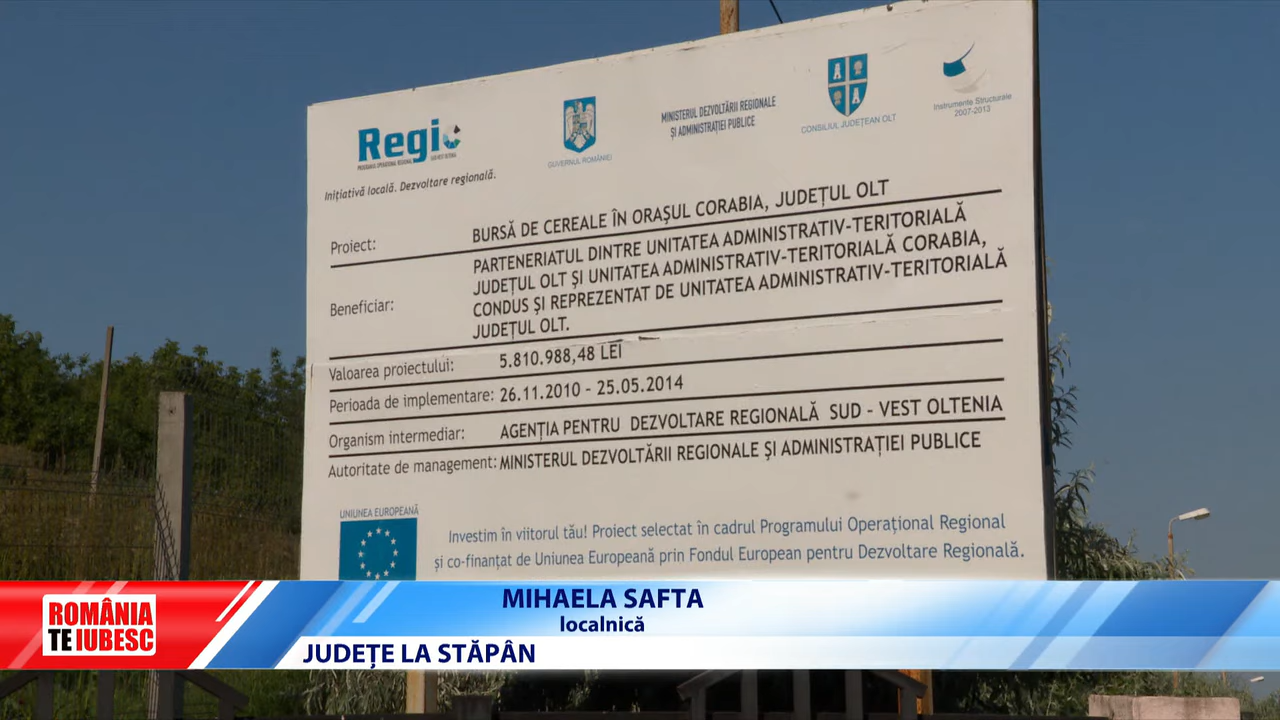 Regio
PROGRAMUL OPERAȚIONAL REGIONAL
Inițiativă locală. Dezvoltare regională.
GUVERNUL ROMÂNIEI
MINISTERUL DEZVOLTĂRII REGIONALE
ȘI ADMINISTRAȚIEI PUBLICE
CONSILIUL JUDEȚEAN OLT
Instrumente Structurale
2007-2013
Proiect: BURSĂ DE CEREALE ÎN ORAȘUL CORABIA, JUDEȚUL OLT
Beneficiar: PARTENERIATUL DINTRE UNITATEA ADMINISTRATIV-TERITORIALĂ
JUDEȚUL OLT ȘI UNITATEA ADMINISTRATIV-TERITORIALĂ CORABIA,
CONDUS ȘI REPREZENTAT DE UNITATEA ADMINISTRATIV-TERITORIALĂ
JUDEȚUL OLT.
Valoarea proiectului: 5.810.988,48 LEI
Perioada de implementare: 26.11.2010 - 25.05.2014
Organism intermediar: AGENȚIA PENTRU DEZVOLTARE REGIONALĂ SUD - VEST OLTENIA
Autoritate de management: MINISTERUL DEZVOLTĂRII REGIONALE ȘI ADMINISTRAȚIEI PUBLICE
UNIUNEA EUROPEANĂ
Investim în viitorul tău! Proiect selectat în cadrul Programului Operațional Regional
și co-finanțat de Uniunea Europeană prin Fondul European pentru Dezvoltare Regională.
MIHAELA SAFTA
localnică
ROMÂNIA
TE IUBESC
JUDEȚE LA STĂPÂN